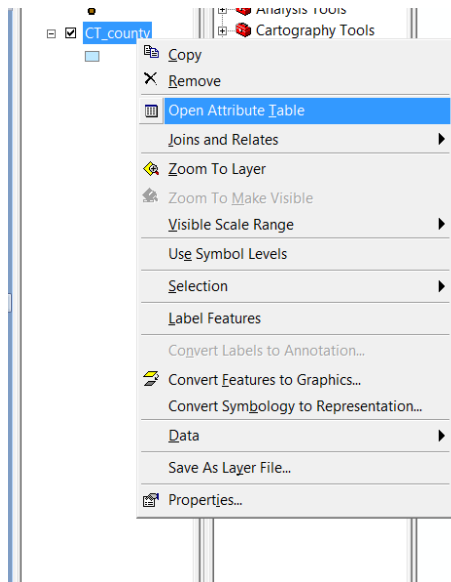 Analysis Tools
CT_county
Cartography Tools
Copy
Remove
Open Attribute Table
Joins and Relates
Zoom To Layer
Zoom To Make Visible
Visible Scale Range
Use Symbol Levels
Selection
Label Features
Convert Labels to Annotation...
Convert Features to Graphics...
Convert Symbology to Representation...
Data
Save As Layer File...
Properties...